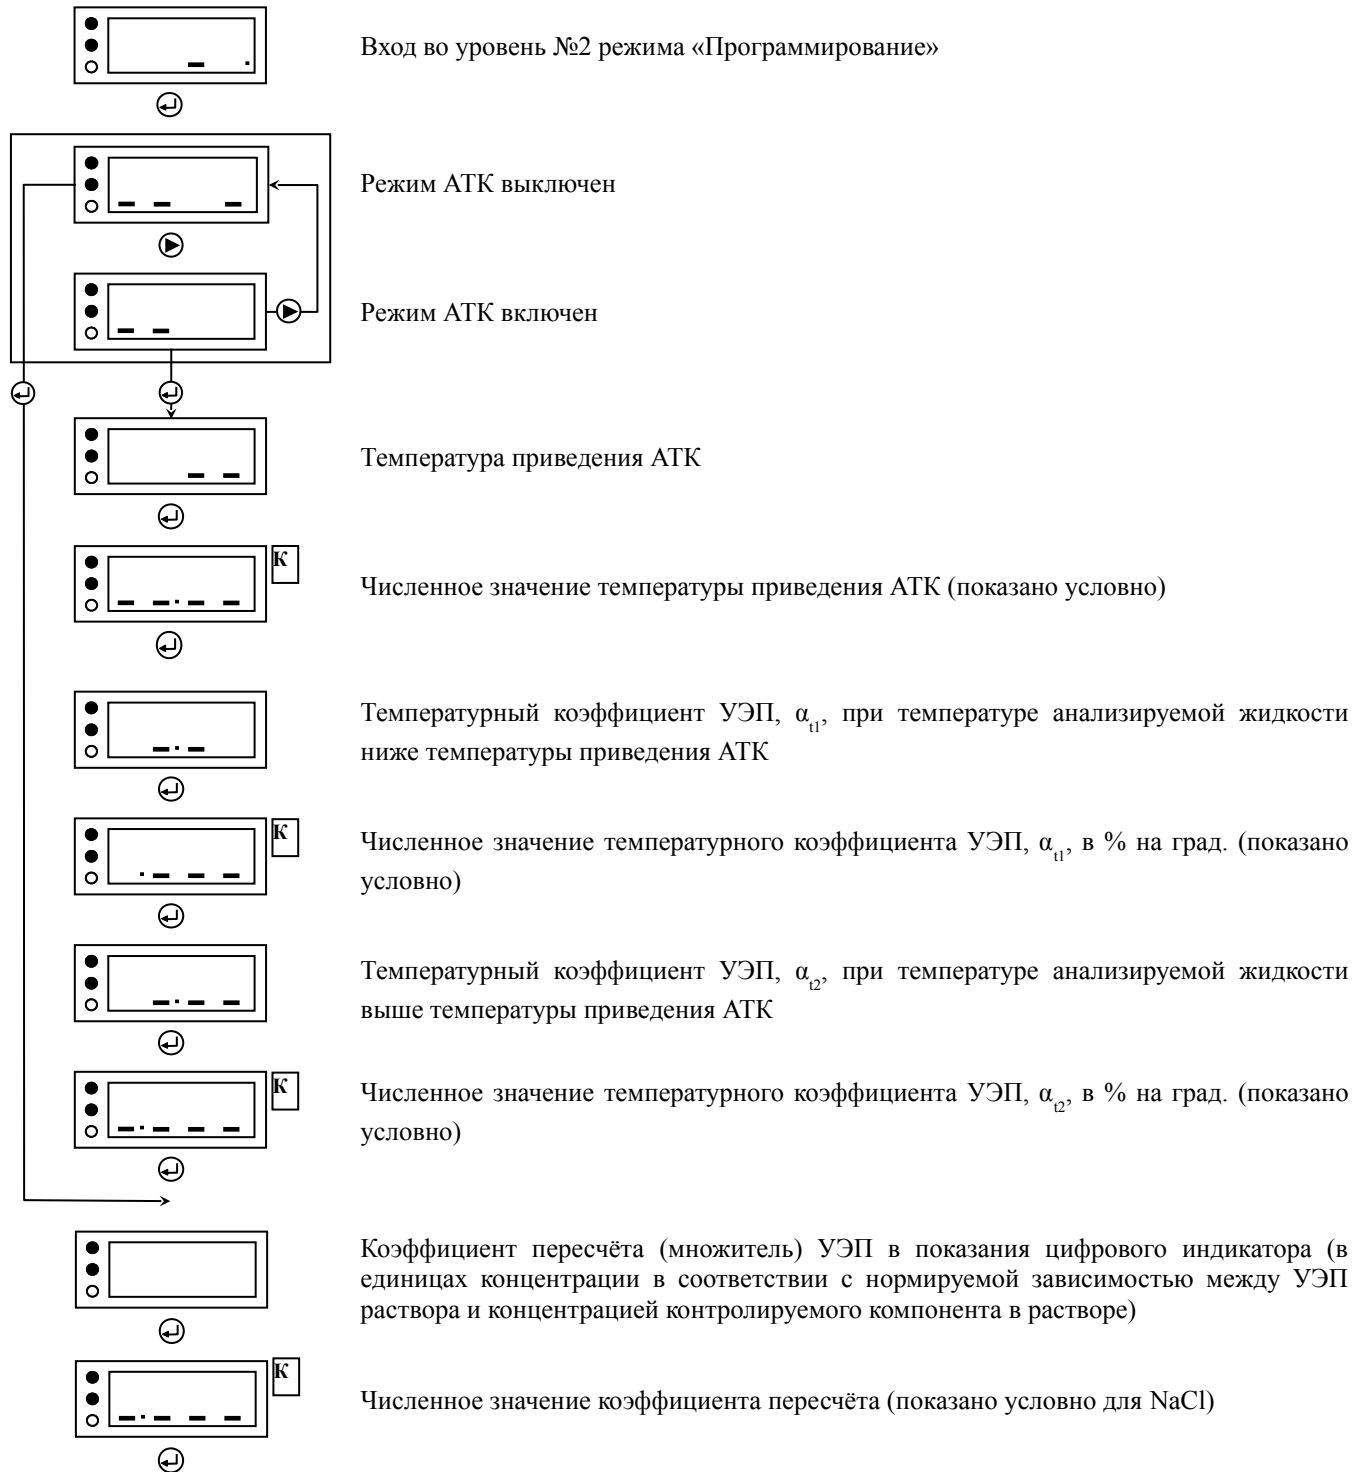 Вход во уровень №2 режима «Программирование»
Режим АТК выключен
Режим АТК включен
Температура приведения АТК
К
Численное значение температуры приведения АТК (показано условно)
Температурный коэффициент УЭП, αt1, при температуре анализируемой жидкости
ниже температуры приведения АТК
К
Численное значение температурного коэффициента УЭП, αt1, в % на град. (показано
условно)
Температурный коэффициент УЭП, αt2, при температуре анализируемой жидкости
выше температуры приведения АТК
К
Численное значение температурного коэффициента УЭП, αt2, в % на град. (показано
условно)
Коэффициент пересчёта (множитель) УЭП в показания цифрового индикатора (в
единицах концентрации в соответствии с нормируемой зависимостью между УЭП
раствора и концентрацией контролируемого компонента в растворе)
К
Численное значение коэффициента пересчёта (показано условно для NaCl)